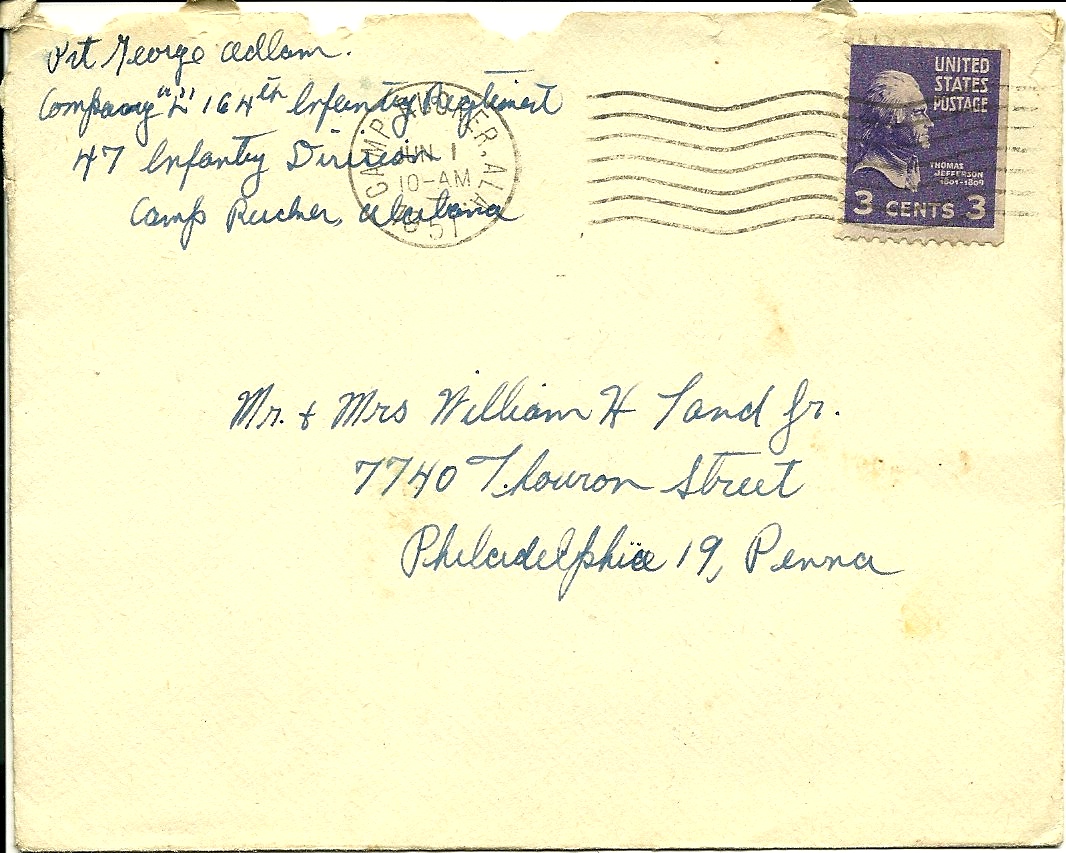 Pvt George Adlam.
Company "L" 164th Infantry Regiment
47 Infantry Division
Camp Rucker, Alabama
CAMP RUCKER, ALA.
JUN 1
10-AM
1951
UNITED
STATES
POSTAGE
THOMAS
JEFFERSON
1801-1809
3 CENTS 3
Mr. & Mrs William H Land Jr.
7740 Thouron Street
Philadelphia 19, Penna